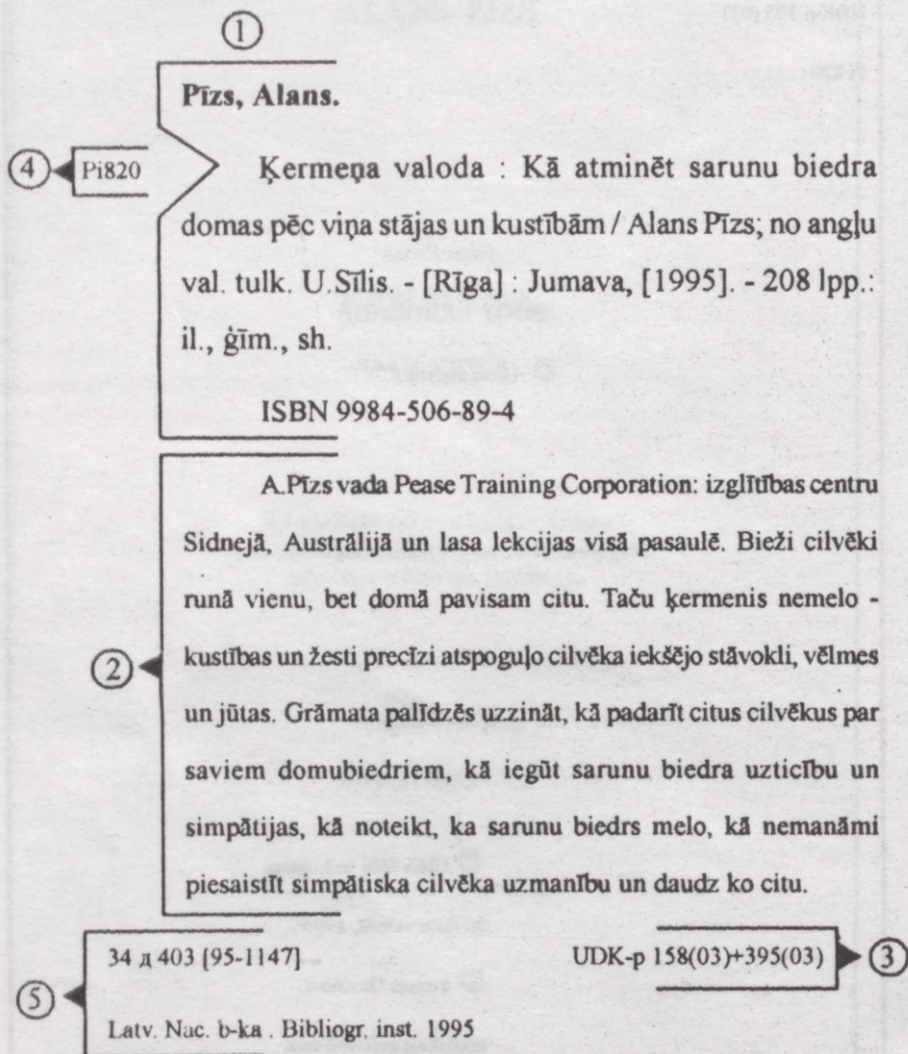 ①
Pīzs, Alans.
④ Pi820
Ķermeņa valoda : Kā atminēt sarunu biedra
domas pēc viņa stājas un kustībām / Alans Pīzs; no angļu
val. tulk. U.Sīlis. - [Rīga] : Jumava, [1995]. - 208 lpp.:
il., ģīm., sh.
ISBN 9984-506-89-4
②
A.Pīzs vada Pease Training Corporation: izglītības centru
Sidnejā, Austrālijā un lasa lekcijas visā pasaulē. Bieži cilvēki
runā vienu, bet domā pavisam citu. Taču ķermenis nemelo -
kustības un žesti precīzi atspoguļo cilvēka iekšējo stāvokli, vēlmes
un jūtas. Grāmata palīdzēs uzzināt, kā padarīt citus cilvēkus par
saviem domubiedriem, kā iegūt sarunu biedra uzticību un
simpātijas, kā noteikt, ka sarunu biedrs melo, kā nemanāmi
piesaistīt simpātiska cilvēka uzmanību un daudz ko citu.
34 д 403 [95-1147] UDK-p 158(03)+395(03) ③
⑤
Latv. Nac. b-ka . Bibliogr. inst. 1995